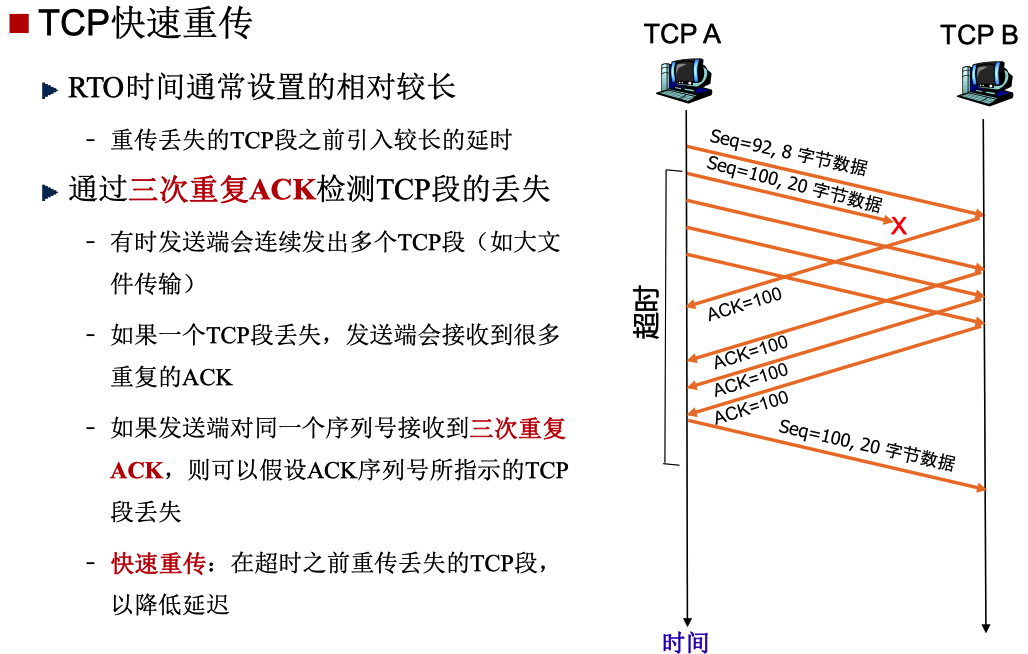 TCP快速重传
RTO时间通常设置的相对较长
- 重传丢失的TCP段之前引入较长的延时
通过三次重复ACK检测TCP段的丢失
- 有时发送端会连续发出多个TCP段（如大文
件传输）
- 如果一个TCP段丢失，发送端会接收到很多
重复的ACK
- 如果发送端对同一个序列号接收到三次重复
ACK，则可以假设ACK序列号所指示的TCP
段丢失
- 快速重传：在超时之前重传丢失的TCP段，
以降低延迟
TCP A
TCP B
Seq=92, 8 字节数据
Seq=100, 20 字节数据
X
超时
ACK=100
ACK=100
ACK=100
ACK=100
Seq=100, 20 字节数据
时间